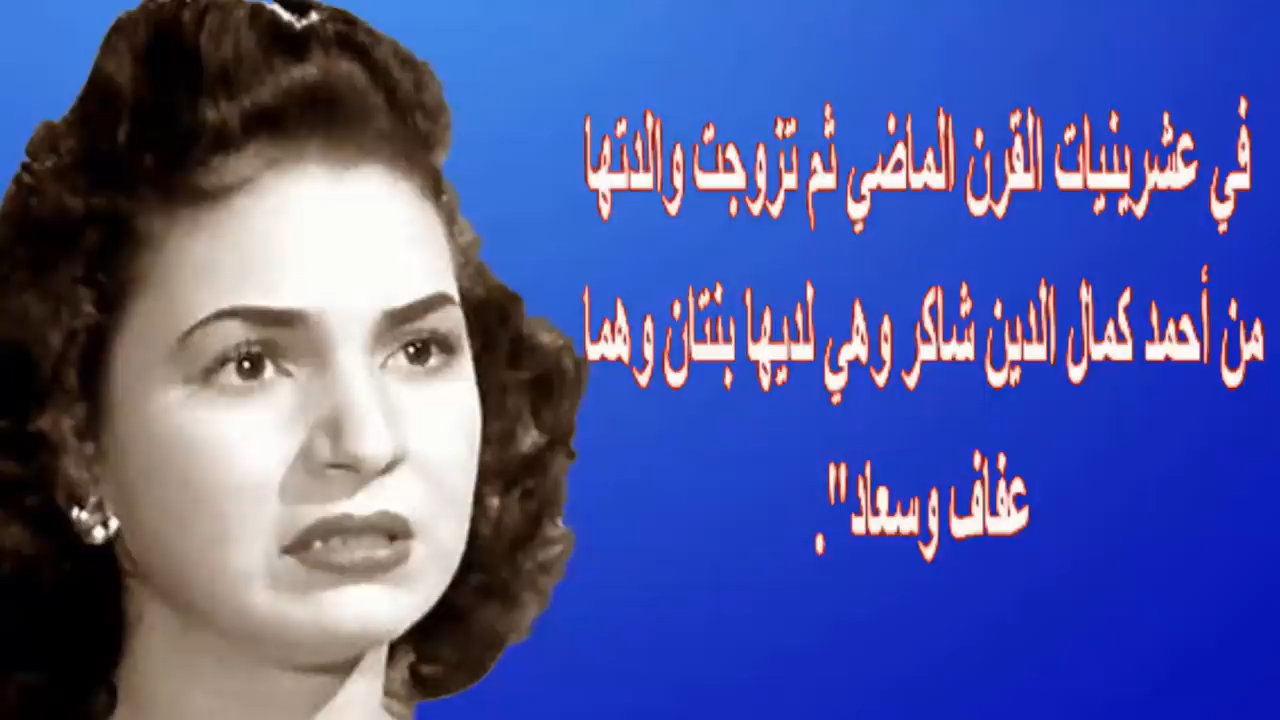 في عشرينيات القرن الماضي ثم تزوجت والدتها
من أحمد كمال الدين شاكر وهي لديها بنتان وهما
عفاف وسعاد".